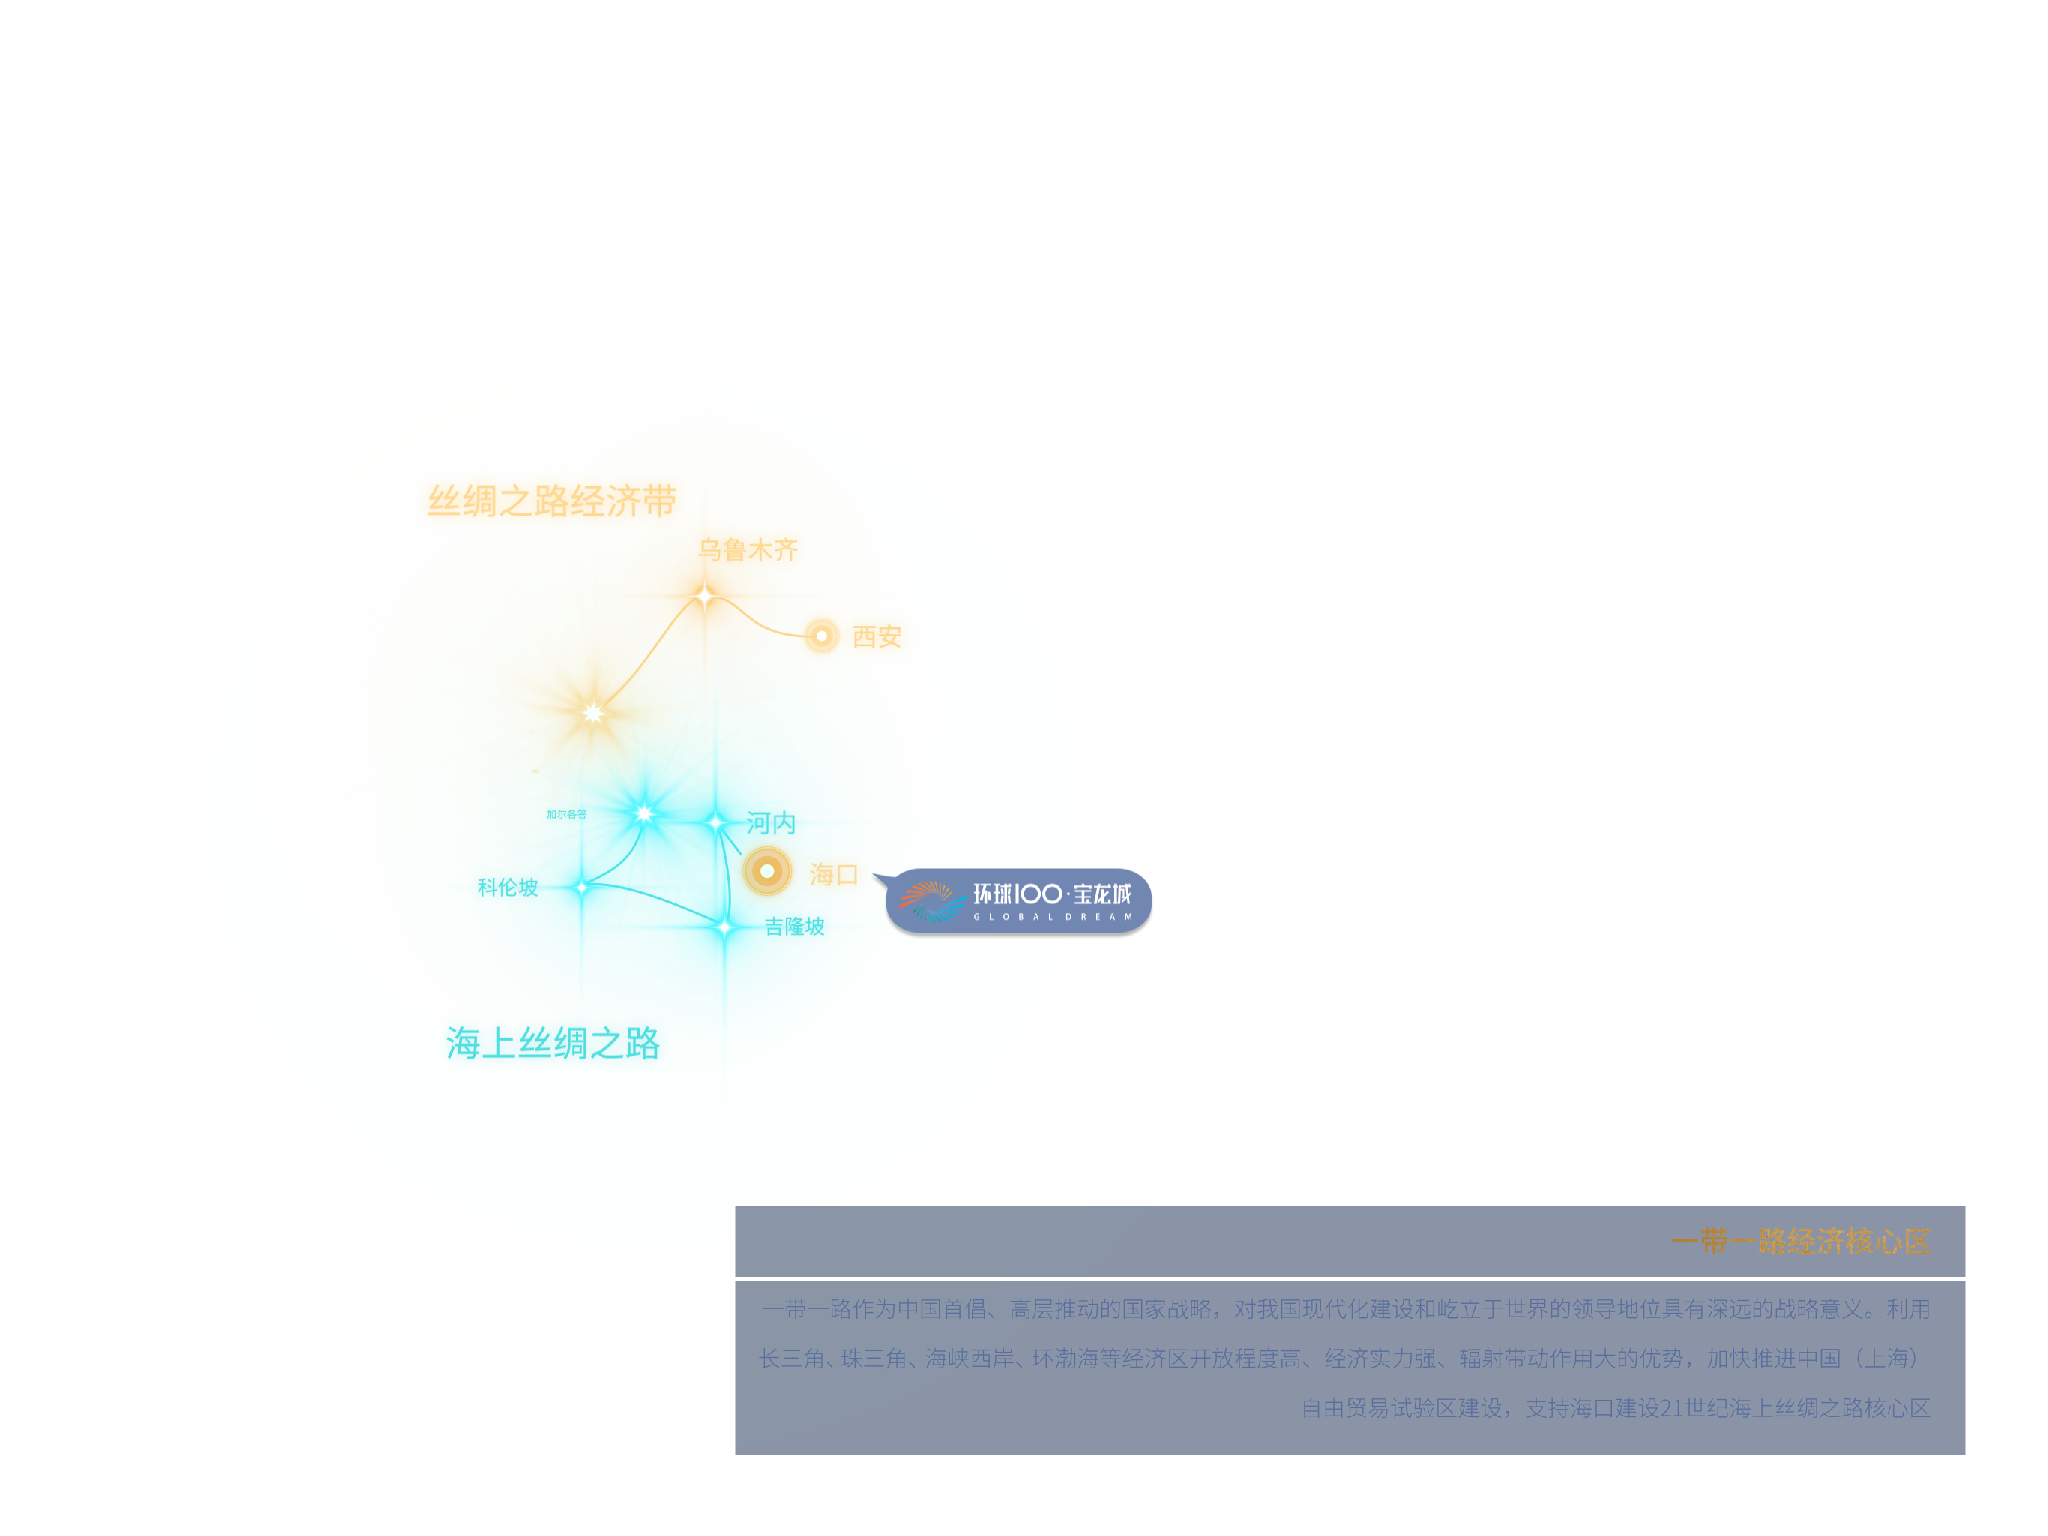 丝绸之路经济带
乌鲁木齐
西安
加尔各答
河内
海口
科伦坡
环球100·宝龙城
GLOBAL DREAM
吉隆坡
海上丝绸之路
一带一路经济核心区
一带一路作为中国首倡、高层推动的国家战略，对我国现代化建设和屹立于世界的领导地位具有深远的战略意义。利用
长三角、珠三角、海峡西岸、环渤海等经济区开放程度高、经济实力强、辐射带动作用大的优势，加快推进中国（上海）
自由贸易试验区建设，支持海口建设21世纪海上丝绸之路核心区